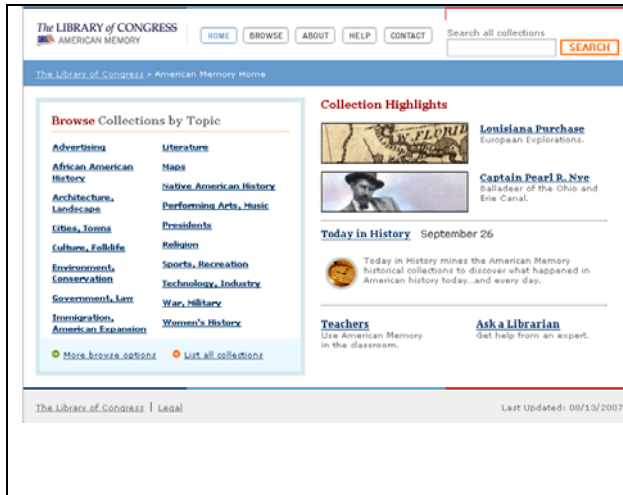 The LIBRARY of CONGRESS
AMERICAN MEMORY
HOME
BROWSE
ABOUT
HELP
CONTACT
Search all collections
SEARCH
The Library of Congress > American Memory Home
Browse Collections by Topic
Advertising
African American
History
Architecture,
Landscape
Cities, Towns
Culture, Folklife
Environment,
Conservation
Government, Law
Immigration,
American Expansion
Literature
Maps
Native American History
Performing Arts, Music
Presidents
Religion
Sports, Recreation
Technology, Industry
War, Military
Women's History
More browse options
List all collections
Collection Highlights
W. FLORID
Louisiana Purchase
European Explorations.
Captain Pearl R. Nye
Balladeer of the Ohio and
Erie Canal.
Today in History September 26
Today in History mines the American Memory
historical collections to discover what happened in
American history today...and every day.
Teachers
Use American Memory
in the classroom.
Ask a Librarian
Get help from an expert.
The Library of Congress | Legal
Last Updated: 08/13/2007